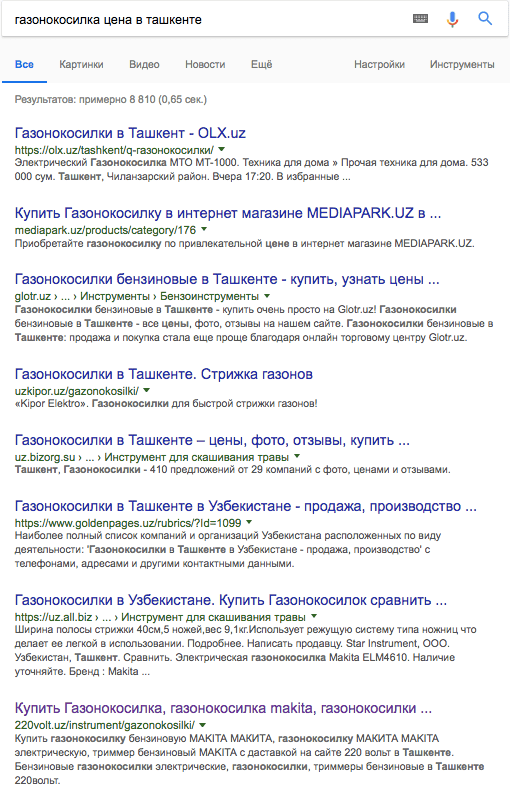 газонокосилка цена в ташкенте
Все Картинки Видео Новости Ещё Настройки Инструменты
Результатов: примерно 8 810 (0,65 сек.)
Газонокосилки в Ташкент - OLX.uz
https://olx.uz/tashkent/q-газонокосилки/
Электрический Газонокосилка МТО МТ-1000. Техника для дома » Прочая техника для дома. 533
000 сум. Ташкент, Чиланзарский район. Вчера 17:20. В избранные ...
Купить Газонокосилку в интернет магазине MEDIAPARK.UZ в ...
mediapark.uz/products/category/176
Приобретайте газонокосилку по привлекательной цене в интернет магазине MEDIAPARK.UZ.
Газонокосилки бензиновые в Ташкенте - купить, узнать цены ...
glotr.uz › ... › Инструменты › Бензоинструменты
Газонокосилки бензиновые в Ташкенте - купить очень просто на Glotr.uz! Газонокосилки
бензиновые в Ташкенте - все цены, фото, отзывы на нашем сайте. Газонокосилки бензиновые в
Ташкенте: продажа и покупка стала еще проще благодаря онлайн торговому центру Glotr.uz.
Газонокосилки в Ташкенте. Стрижка газонов
uzkipor.uz/gazonokosilki/
«Kipor Elektro». Газонокосилки для быстрой стрижки газонов!
Газонокосилки в Ташкенте – цены, фото, отзывы, купить ...
uz.bizorg.su › ... › Инструмент для скашивания травы
Ташкент, Газонокосилки - 410 предложений от 29 компаний с фото, ценами и отзывами.
Газонокосилки в Ташкенте в Узбекистане - продажа, производство ...
https://www.goldenpages.uz/rubrics/?Id=1099
Наиболее полный список компаний и организаций Узбекистана расположенных по виду
деятельности: 'Газонокосилки в Ташкенте в Узбекистане - продажа, производство' с
телефонами, адресами и другими контактными данными.
Газонокосилки в Узбекистане. Купить Газонокосилок сравнить ...
https://uz.all.biz › ... › Инструмент для скашивания травы
Ширина полосы стрижки 40см,5 ножей,вес 9,1кг.Использует режущую систему типа ножниц что
делает ее легкой в использовании. Подробнее. Написать продавцу. Star Instrument, ООО.
Узбекистан, Ташкент. Сравнить. Электрическая газонокосилка Makita ELM4610. Наличие
уточняйте. Бренд : Makita ...
Купить Газонокосилка, газонокосилка makita, газонокосилки ...
220volt.uz/instrument/gazonokosilki/
Купить газонокосилку бензиновую MAKITA МАКИТА, газонокосилку МАКИТА MAKITA
электрическую, триммер бензиновый MAKITA с даставкой на сайте 220 вольт в Ташкенте.
Бензиновые газонокосилки электрические, газонокосилки, триммеры бензиновые в Ташкенте
220вольт.